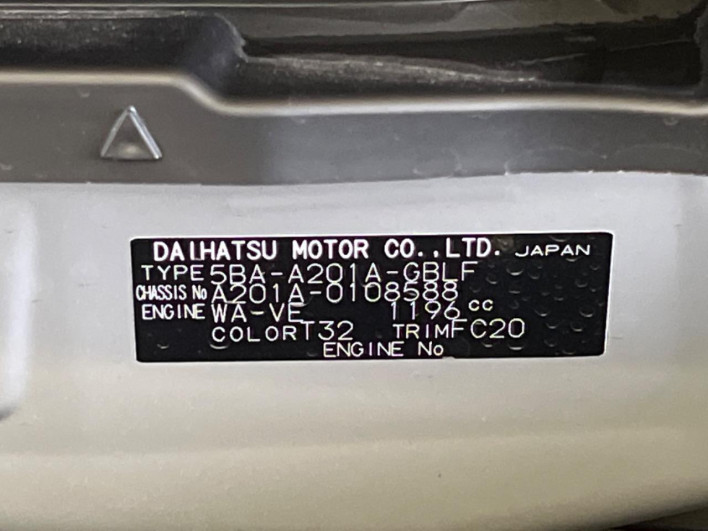 DAIHATSU MOTOR CO.,LTD. JAPAN
TYPE 5BA-A201A-GBLF
CHASSIS No A201A-0108588
ENGINE WA-VE 1196 cc
COLOR T32 TRIM FC20
ENGINE No